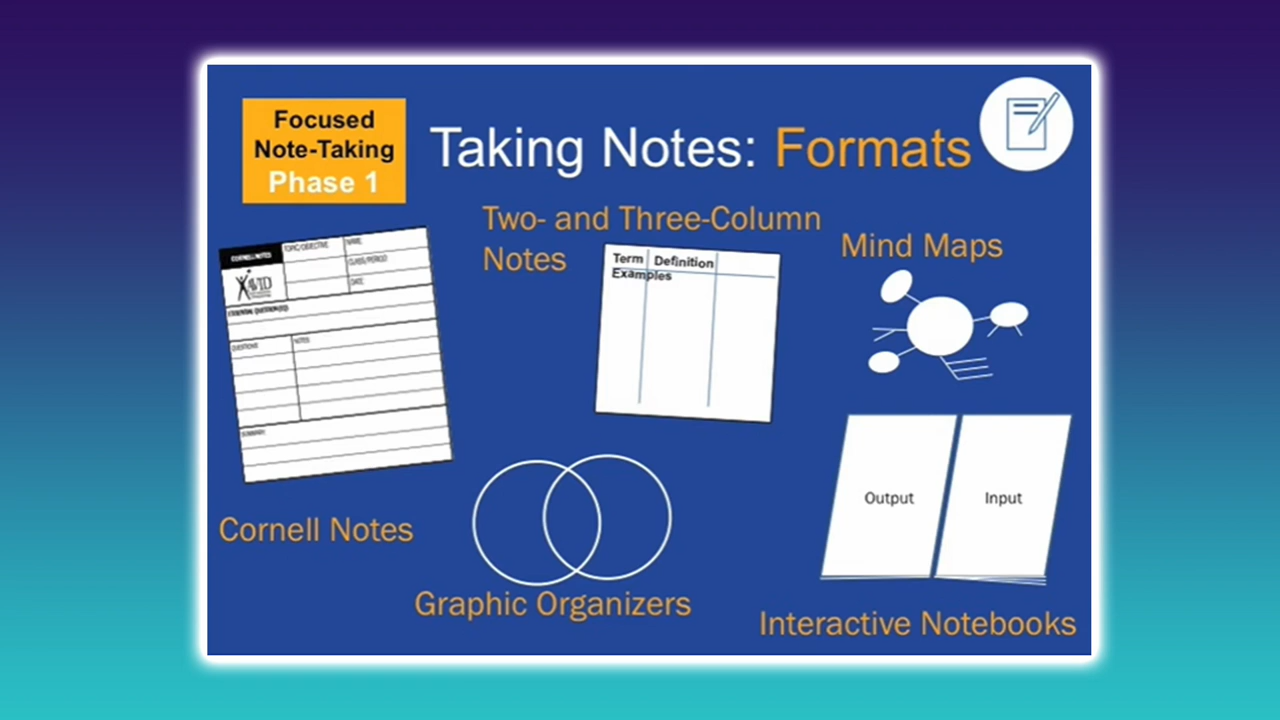 Focused
Note-Taking
Phase 1
Taking Notes: Formats
Two- and Three-Column
Notes
Mind Maps
CORNELL NOTES
TOPIC/OBJECTIVE
NAME
CLASS/PERIOD
DATE
AVID
ESSENTIAL QUESTION(S)
QUESTIONS
NOTES
SUMMARY
Term Definition
Examples
Output
Input
Cornell Notes
Graphic Organizers
Interactive Notebooks